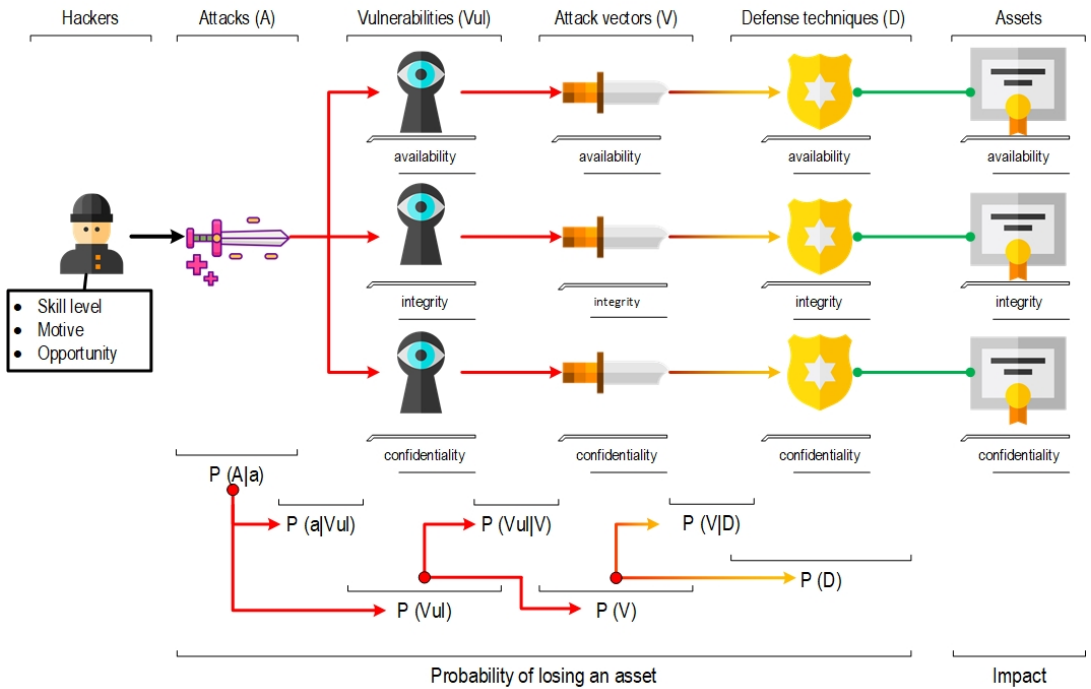 Hackers
Attacks (A)
Vulnerabilities (Vul)
Attack vectors (V)
Defense techniques (D)
Assets
availability
availability
availability
availability
integrity
integrity
integrity
integrity
• Skill level
• Motive
• Opportunity
confidentiality
confidentiality
confidentiality
confidentiality
P (A|a)
P (a|Vul)
P (Vul|V)
P (V|D)
P (Vul)
P (V)
P (D)
Probability of losing an asset
Impact